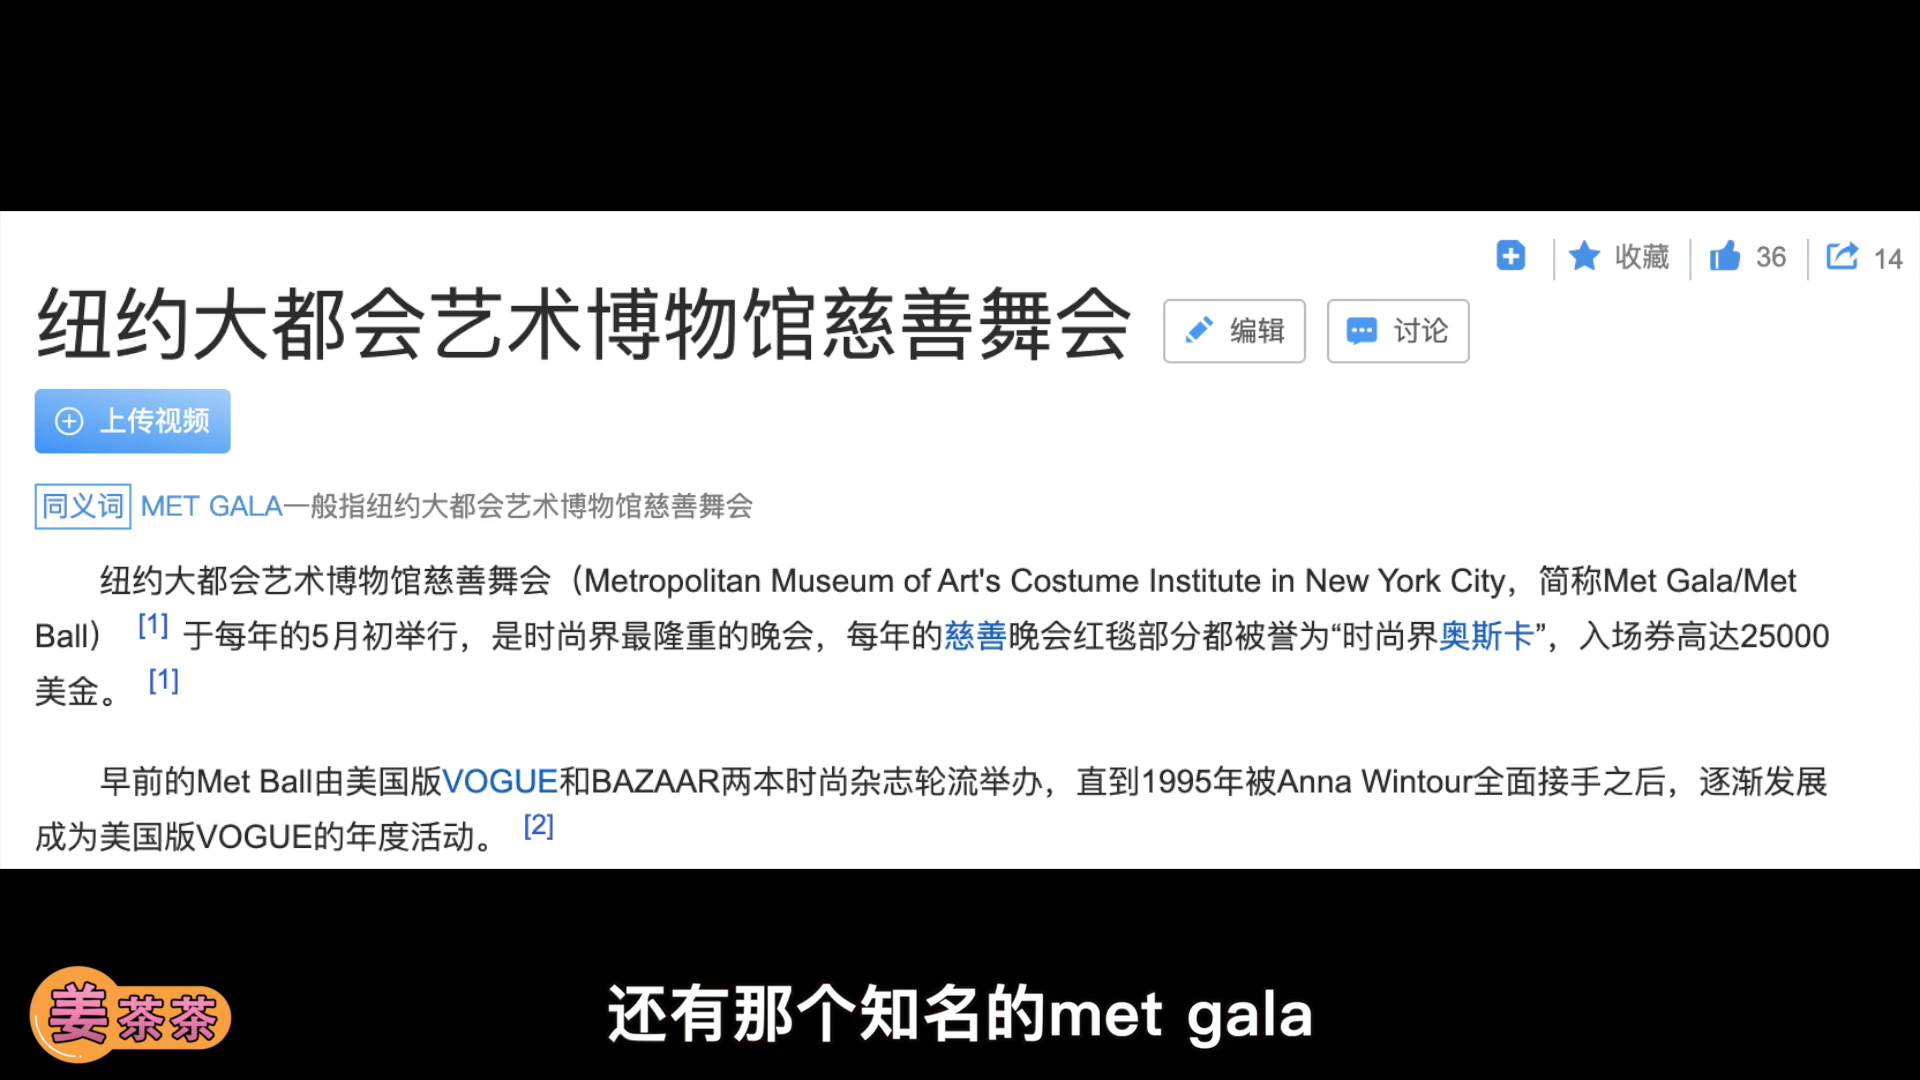 收藏 36 14
纽约大都会艺术博物馆慈善舞会 编辑 讨论
上传视频
同义词 MET GALA一般指纽约大都会艺术博物馆慈善舞会
纽约大都会艺术博物馆慈善舞会（Metropolitan Museum of Art's Costume Institute in New York City，简称Met Gala/Met
Ball） [1] 于每年的5月初举行，是时尚界最隆重的晚会，每年的慈善晚会红毯部分都被誉为“时尚界奥斯卡”，入场券高达25000
美金。 [1]
早前的Met Ball由美国版VOGUE和BAZAAR两本时尚杂志轮流举办，直到1995年被Anna Wintour全面接手之后，逐渐发展
成为美国版VOGUE的年度活动。 [2]
姜茶茶
还有那个知名的met gala